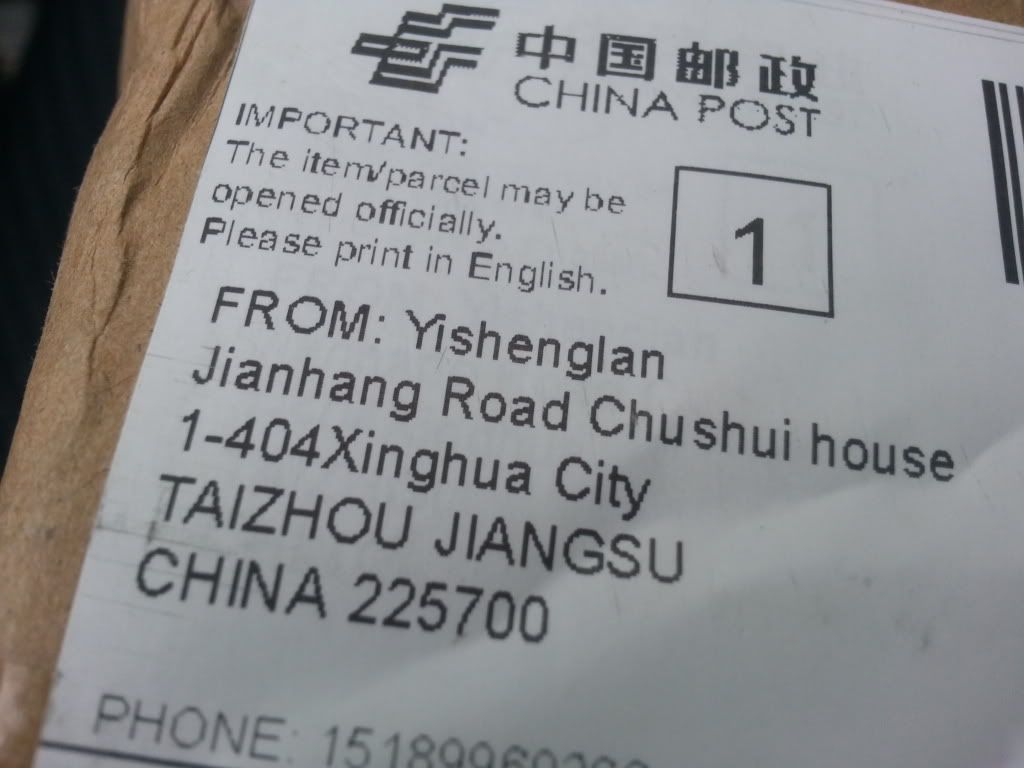 中国邮政
CHINA POST
IMPORTANT:
The item/parcel may be
opened officially.
Please print in English.
1
FROM: Yishenglan
Jianhang Road Chushui house
1-404Xinghua City
TAIZHOU JIANGSU
CHINA 225700
PHONE: